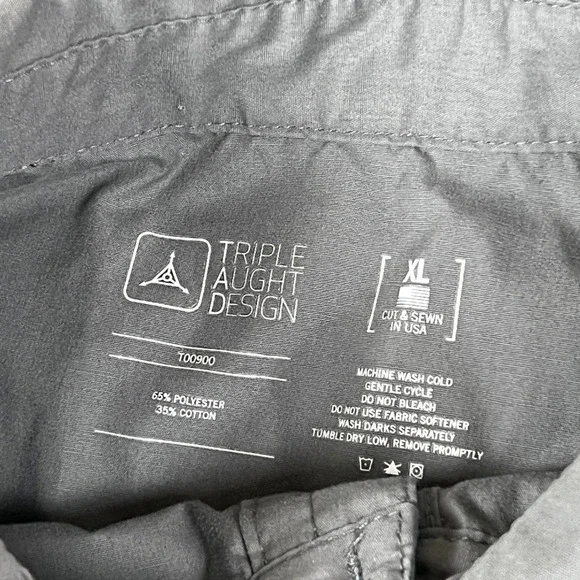 TRIPLE
AUGHT
DESIGN
T00900
65% POLYESTER
35% COTTON
XL
CUT & SEWN
IN USA
MACHINE WASH COLD
GENTLE CYCLE
DO NOT BLEACH
DO NOT USE FABRIC SOFTENER
WASH DARKS SEPARATELY
TUMBLE DRY LOW, REMOVE PROMPTLY